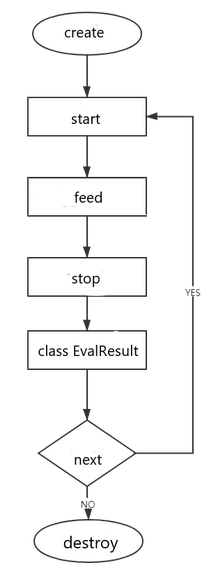 create
start
feed
stop
class EvalResult
next
YES
NO
destroy